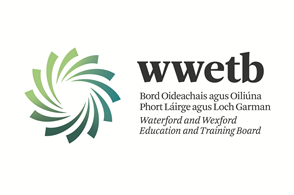 wwetb
Bord Oideachais agus Oiliúna
Phort Láirge agus Loch Garman
Waterford and Wexford
Education and Training Board